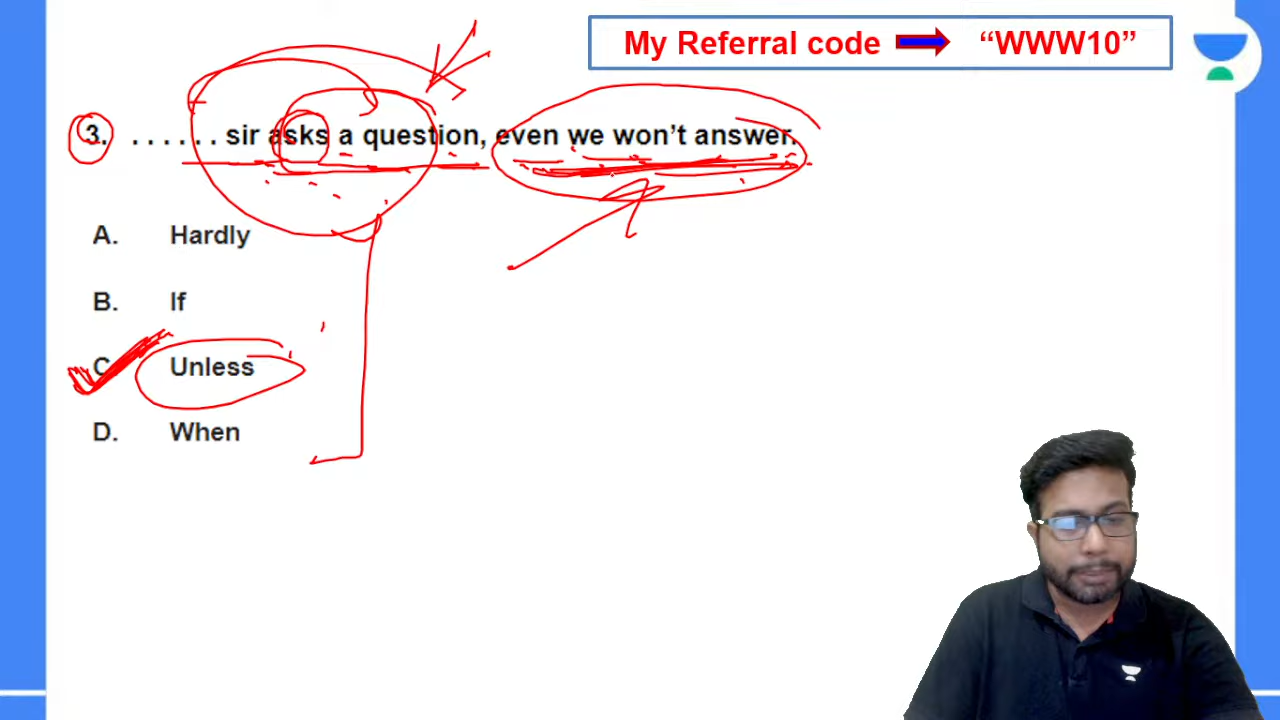 My Referral code “WWW10”
3. . . . . . . sir asks a question, even we won’t answer.
A. Hardly
B. If
C Unless
D. When